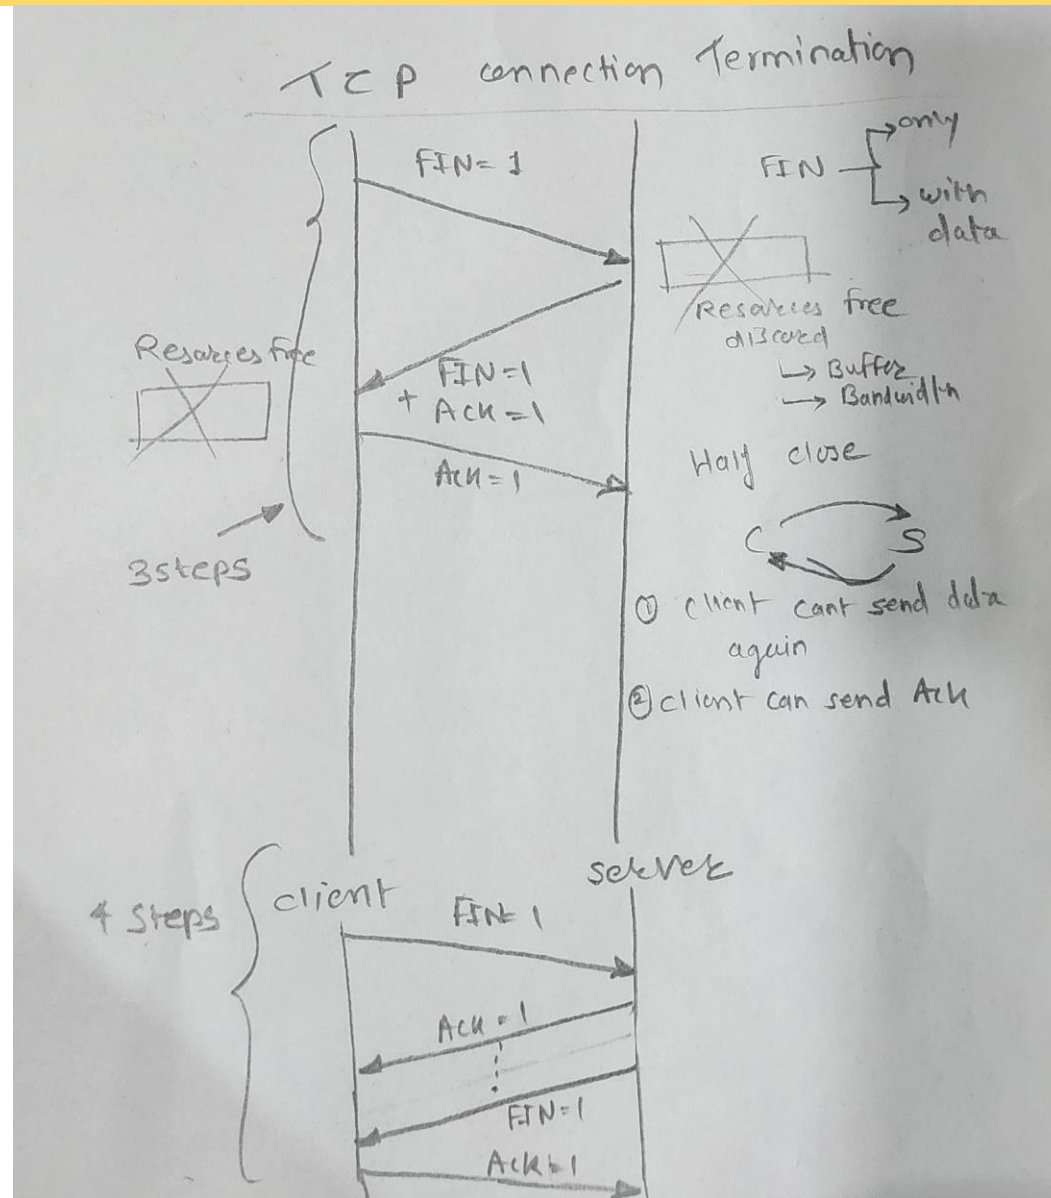 TCP connection Termination
FIN = 1
FIN
only
with
data
Resources free
discard
Buffer
Bandwidth
Resources free
FIN = 1
+ Ack = 1
Ack = 1
3 steps
Half close
C S
① client cant send data
again
② client can send Ack
client
server
4 steps
FIN = 1
Ack = 1
FIN = 1
Ack = 1